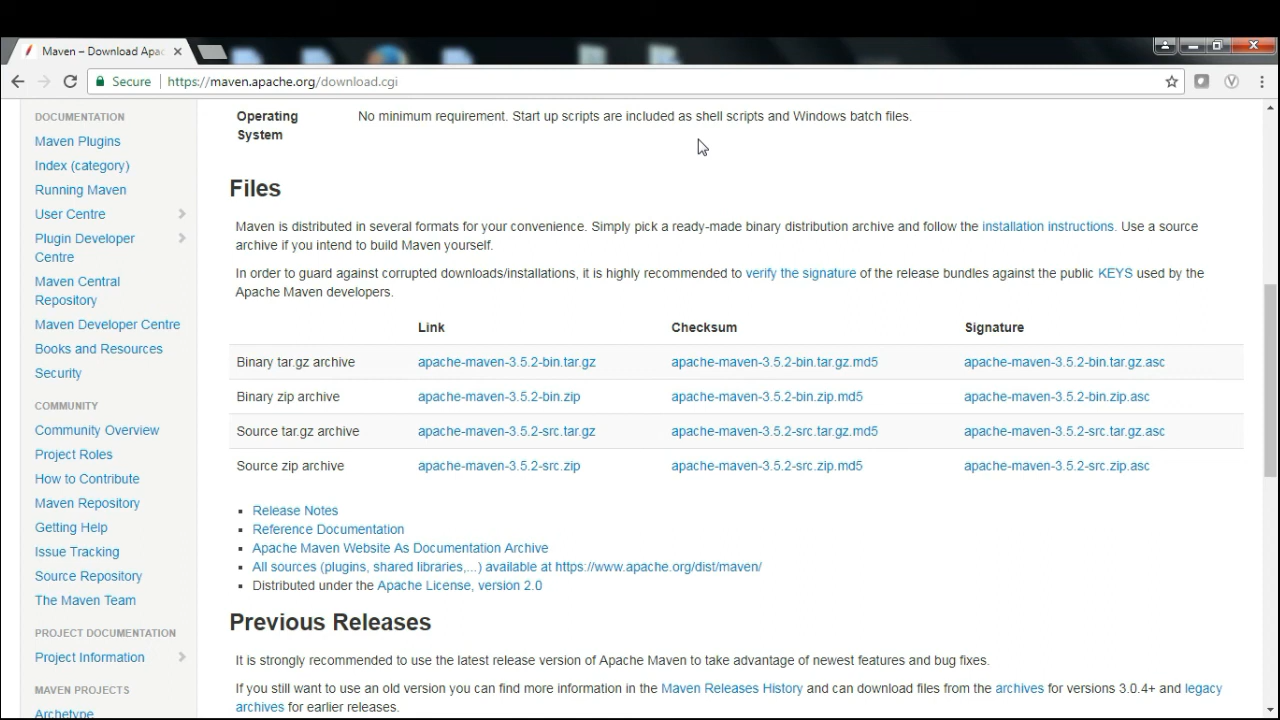 Maven – Download Apac
Secure
https://maven.apache.org/download.cgi
DOCUMENTATION
Maven Plugins
Index (category)
Running Maven
User Centre
Plugin Developer
Centre
Maven Central
Repository
Maven Developer Centre
Books and Resources
Security
COMMUNITY
Community Overview
Project Roles
How to Contribute
Maven Repository
Getting Help
Issue Tracking
Source Repository
The Maven Team
PROJECT DOCUMENTATION
Project Information
MAVEN PROJECTS
Archetype
Operating
System
No minimum requirement. Start up scripts are included as shell scripts and Windows batch files.
Files
Maven is distributed in several formats for your convenience. Simply pick a ready-made binary distribution archive and follow the installation instructions. Use a source
archive if you intend to build Maven yourself.
In order to guard against corrupted downloads/installations, it is highly recommended to verify the signature of the release bundles against the public KEYS used by the
Apache Maven developers.
Link Checksum Signature
Binary tar.gz archive apache-maven-3.5.2-bin.tar.gz apache-maven-3.5.2-bin.tar.gz.md5 apache-maven-3.5.2-bin.tar.gz.asc
Binary zip archive apache-maven-3.5.2-bin.zip apache-maven-3.5.2-bin.zip.md5 apache-maven-3.5.2-bin.zip.asc
Source tar.gz archive apache-maven-3.5.2-src.tar.gz apache-maven-3.5.2-src.tar.gz.md5 apache-maven-3.5.2-src.tar.gz.asc
Source zip archive apache-maven-3.5.2-src.zip apache-maven-3.5.2-src.zip.md5 apache-maven-3.5.2-src.zip.asc
Release Notes
Reference Documentation
Apache Maven Website As Documentation Archive
All sources (plugins, shared libraries,...) available at https://www.apache.org/dist/maven/
Distributed under the Apache License, version 2.0
Previous Releases
It is strongly recommended to use the latest release version of Apache Maven to take advantage of newest features and bug fixes.
If you still want to use an old version you can find more information in the Maven Releases History and can download files from the archives for versions 3.0.4+ and legacy
archives for earlier releases.